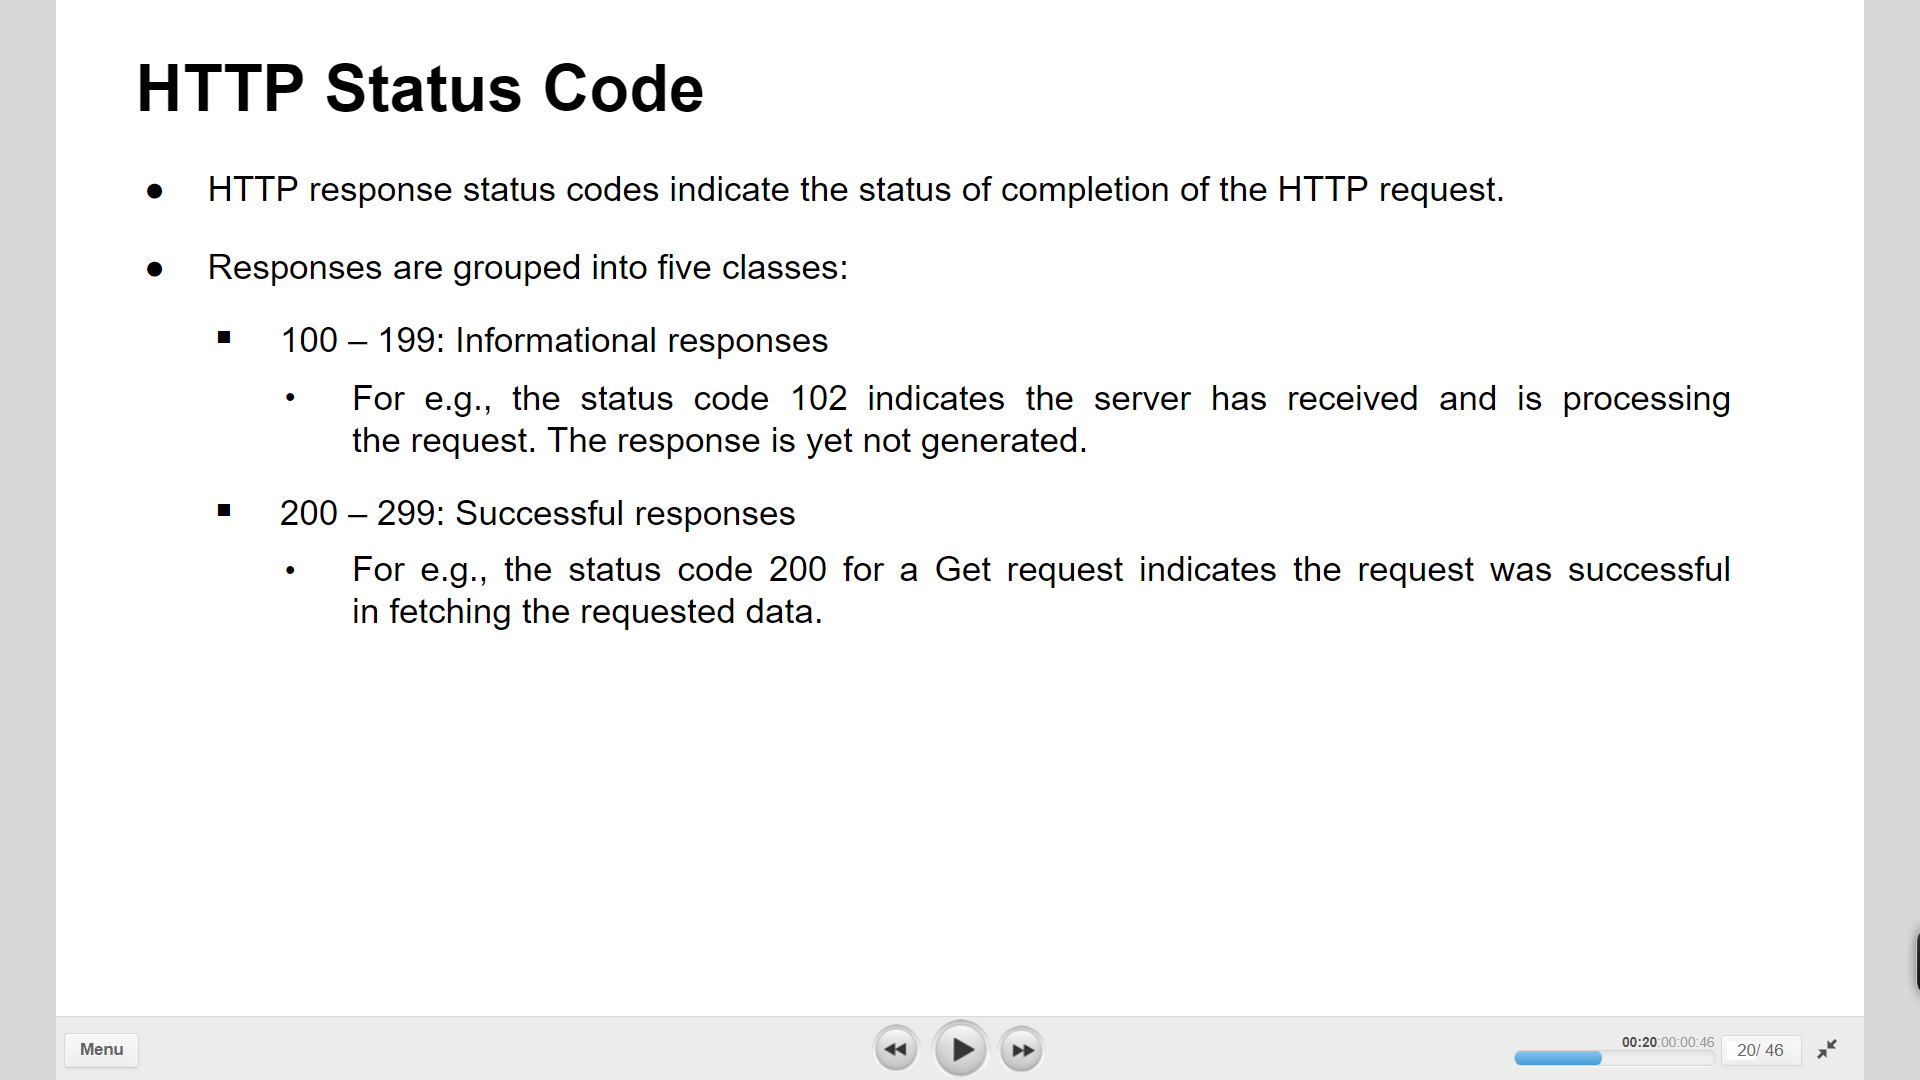 HTTP Status Code
● HTTP response status codes indicate the status of completion of the HTTP request.
● Responses are grouped into five classes:
■ 100 – 199: Informational responses
• For e.g., the status code 102 indicates the server has received and is processing
the request. The response is yet not generated.
■ 200 – 299: Successful responses
• For e.g., the status code 200 for a Get request indicates the request was successful
in fetching the requested data.
Menu
00:20:00:00:46
20/ 46